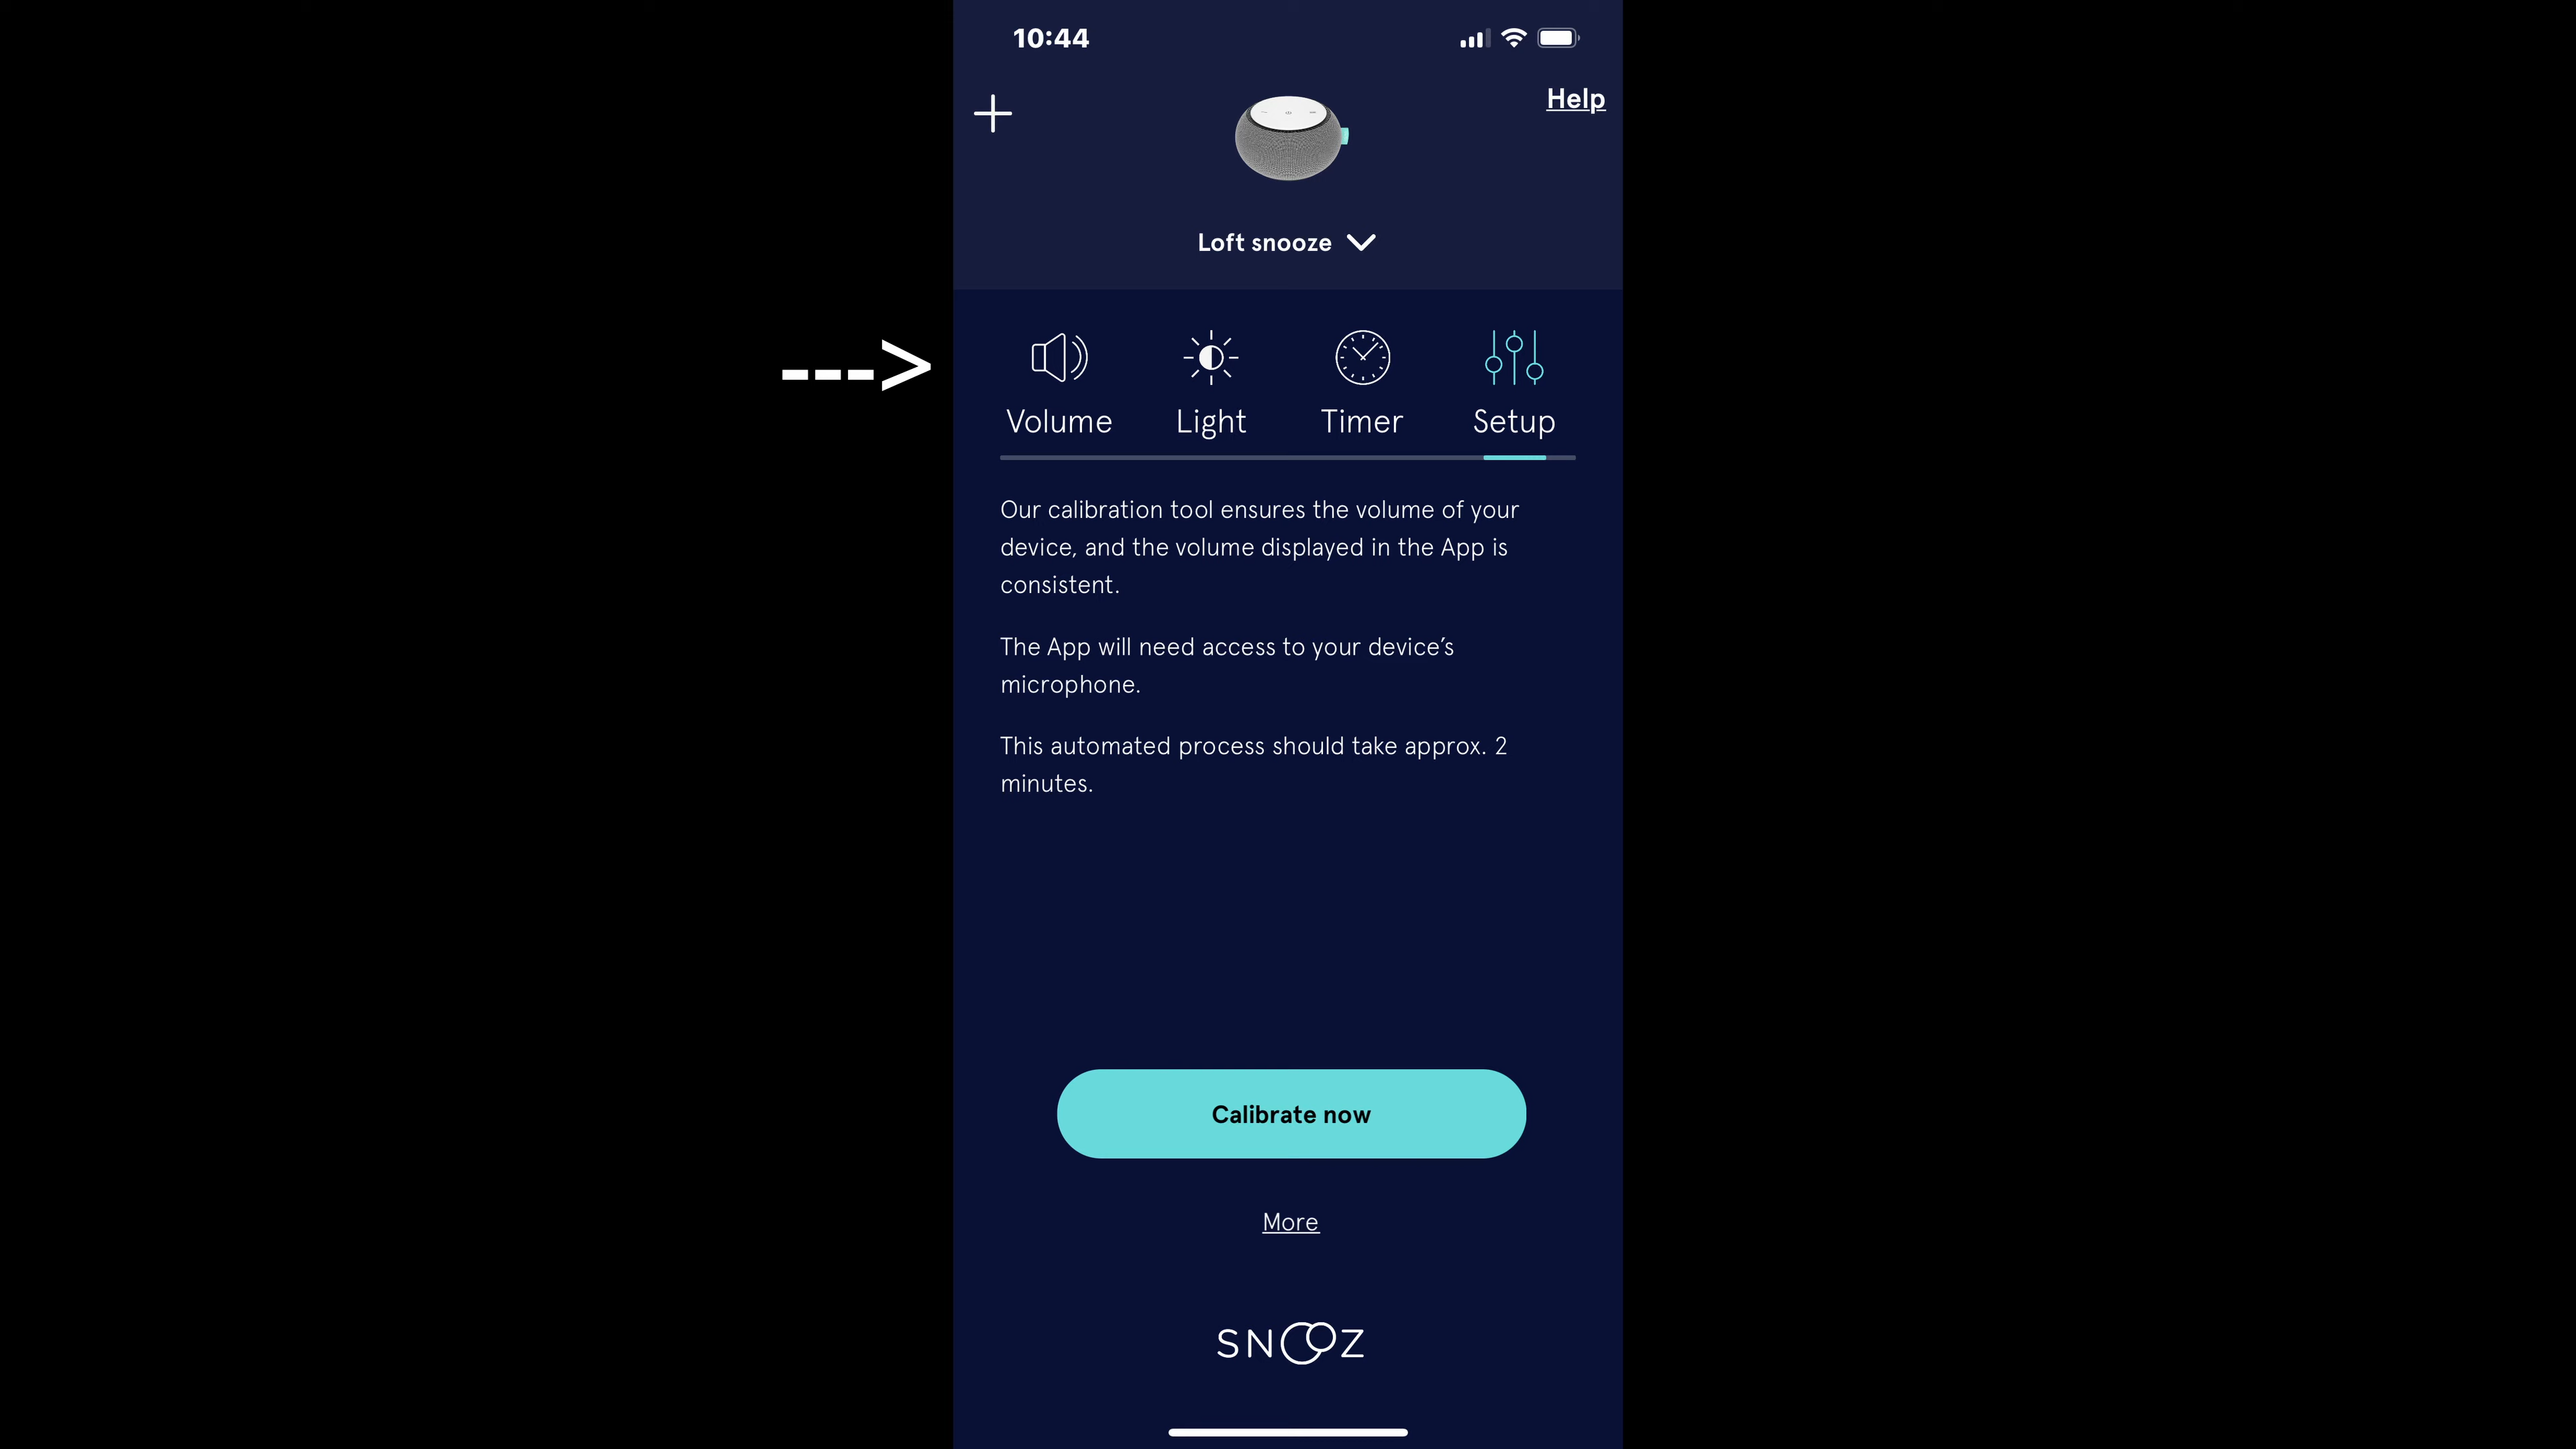 10:44
Help
Loft snooze
--->
Volume Light Timer Setup
Our calibration tool ensures the volume of your
device, and the volume displayed in the App is
consistent.
The App will need access to your device’s
microphone.
This automated process should take approx. 2
minutes.
Calibrate now
More
SNOOZ